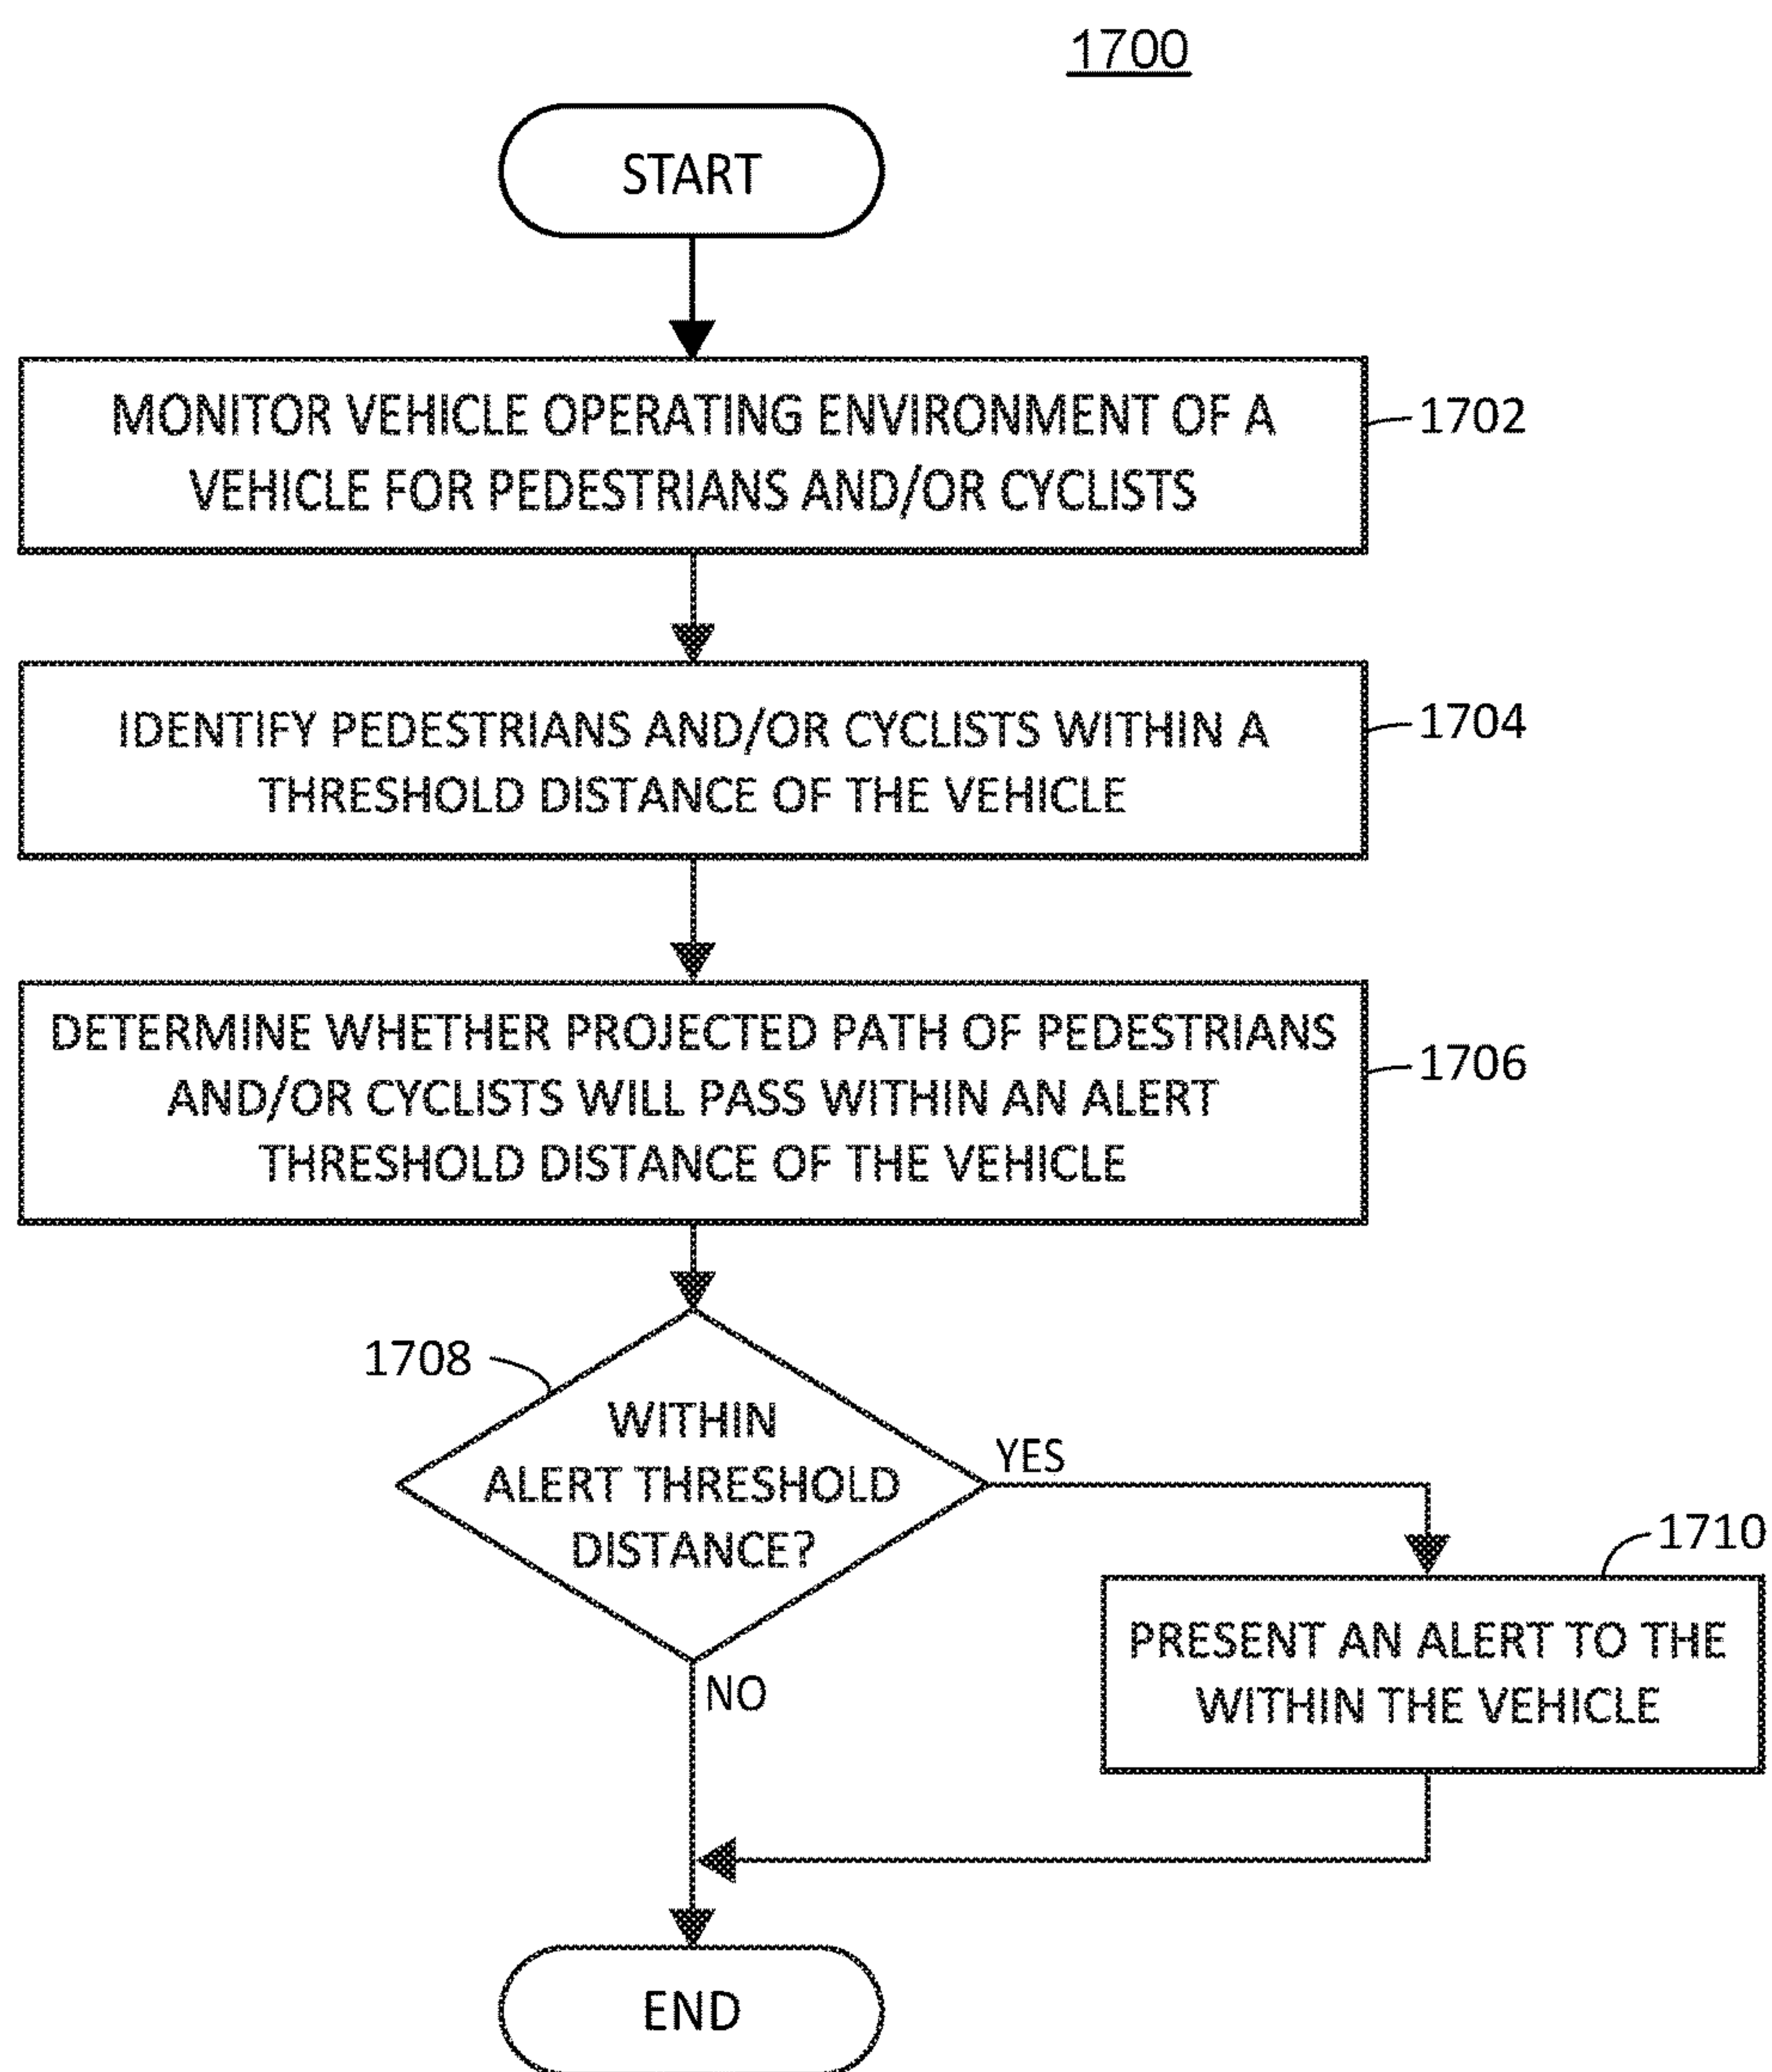 1700
START
MONITOR VEHICLE OPERATING ENVIRONMENT OF A
VEHICLE FOR PEDESTRIANS AND/OR CYCLISTS
1702
IDENTIFY PEDESTRIANS AND/OR CYCLISTS WITHIN A
THRESHOLD DISTANCE OF THE VEHICLE
1704
DETERMINE WHETHER PROJECTED PATH OF PEDESTRIANS
AND/OR CYCLISTS WILL PASS WITHIN AN ALERT
THRESHOLD DISTANCE OF THE VEHICLE
1706
1708
WITHIN
ALERT THRESHOLD
DISTANCE?
YES
1710
PRESENT AN ALERT TO THE
WITHIN THE VEHICLE
NO
END